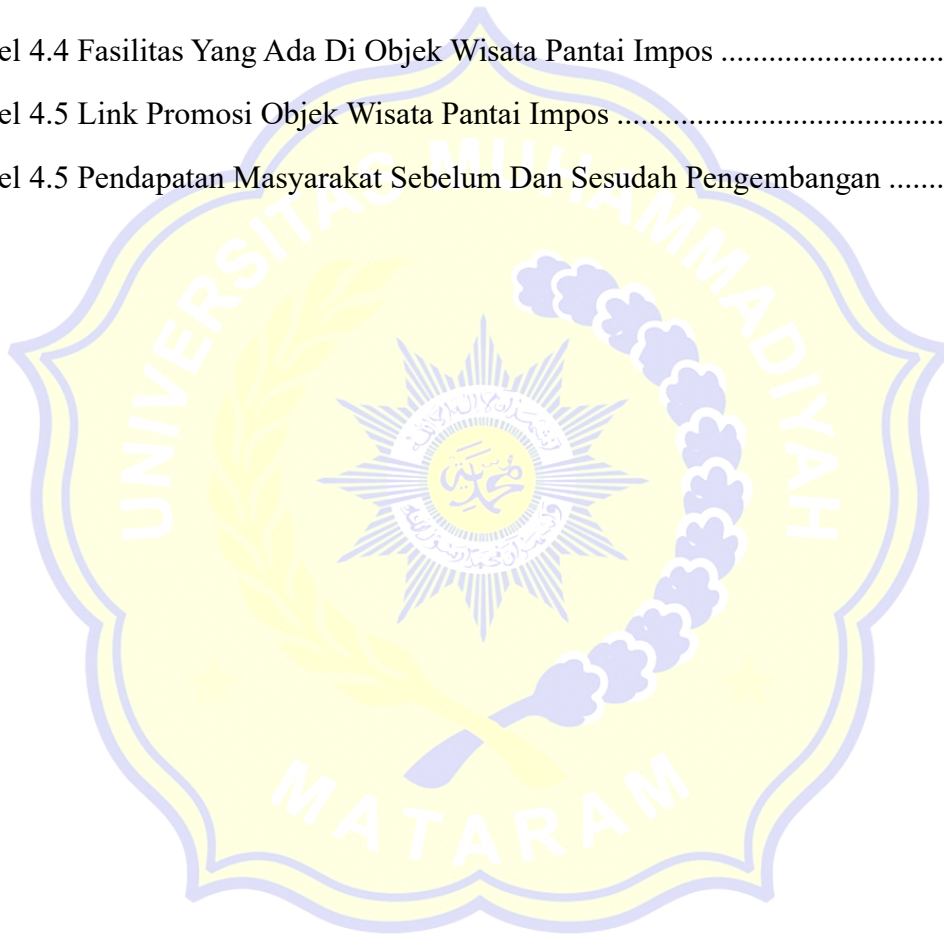 el 4.4 Fasilitas Yang Ada Di Objek Wisata Pantai Impos ............................
el 4.5 Link Promosi Objek Wisata Pantai Impos .........................................
el 4.5 Pendapatan Masyarakat Sebelum Dan Sesudah Pengembangan .......
UNIVERSITAS MUHAMMADIYAH
MATARAM